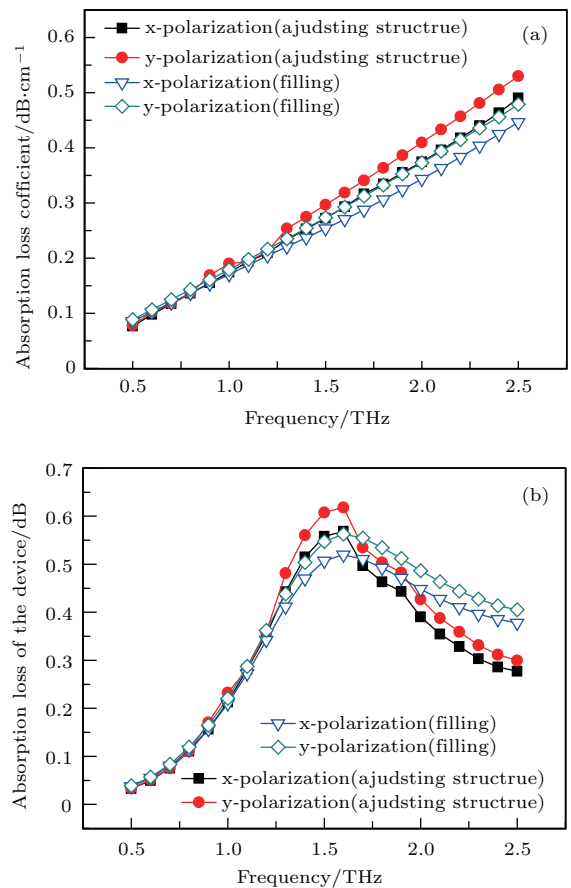 0.6
0.5
0.4
0.3
0.2
0.1
0
Absorption loss cofficient/dB·cm⁻¹
(a)
x-polarization(ajudsting structrue)
y-polarization(ajudsting structrue)
x-polarization(filling)
y-polarization(filling)
0.5 1.0 1.5 2.0 2.5
Frequency/THz
0.7
0.6
0.5
0.4
0.3
0.2
0.1
0
Absorption loss of the device/dB
(b)
x-polarization(filling)
y-polarization(filling)
x-polarization(ajudsting structrue)
y-polarization(ajudsting structrue)
0.5 1.0 1.5 2.0 2.5
Frequency/THz